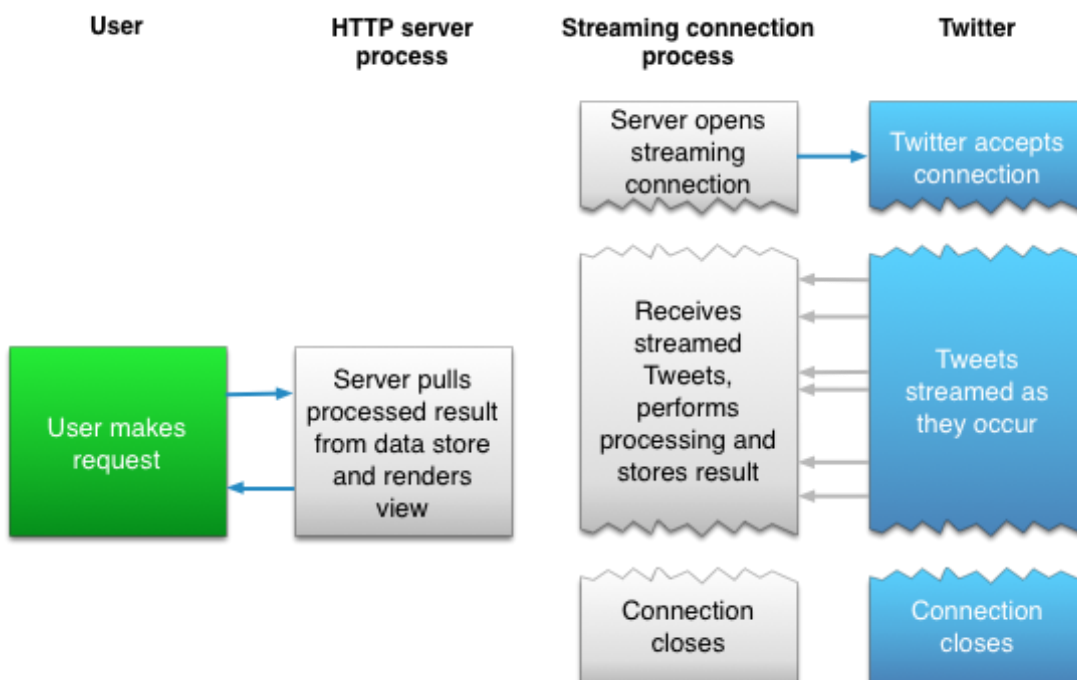 User
HTTP server
process
Streaming connection
process
Twitter
Server opens
streaming
connection
Twitter accepts
connection
User makes
request
Server pulls
processed result
from data store
and renders
view
Receives
streamed
Tweets,
performs
processing and
stores result
Tweets
streamed as
they occur
Connection
closes
Connection
closes